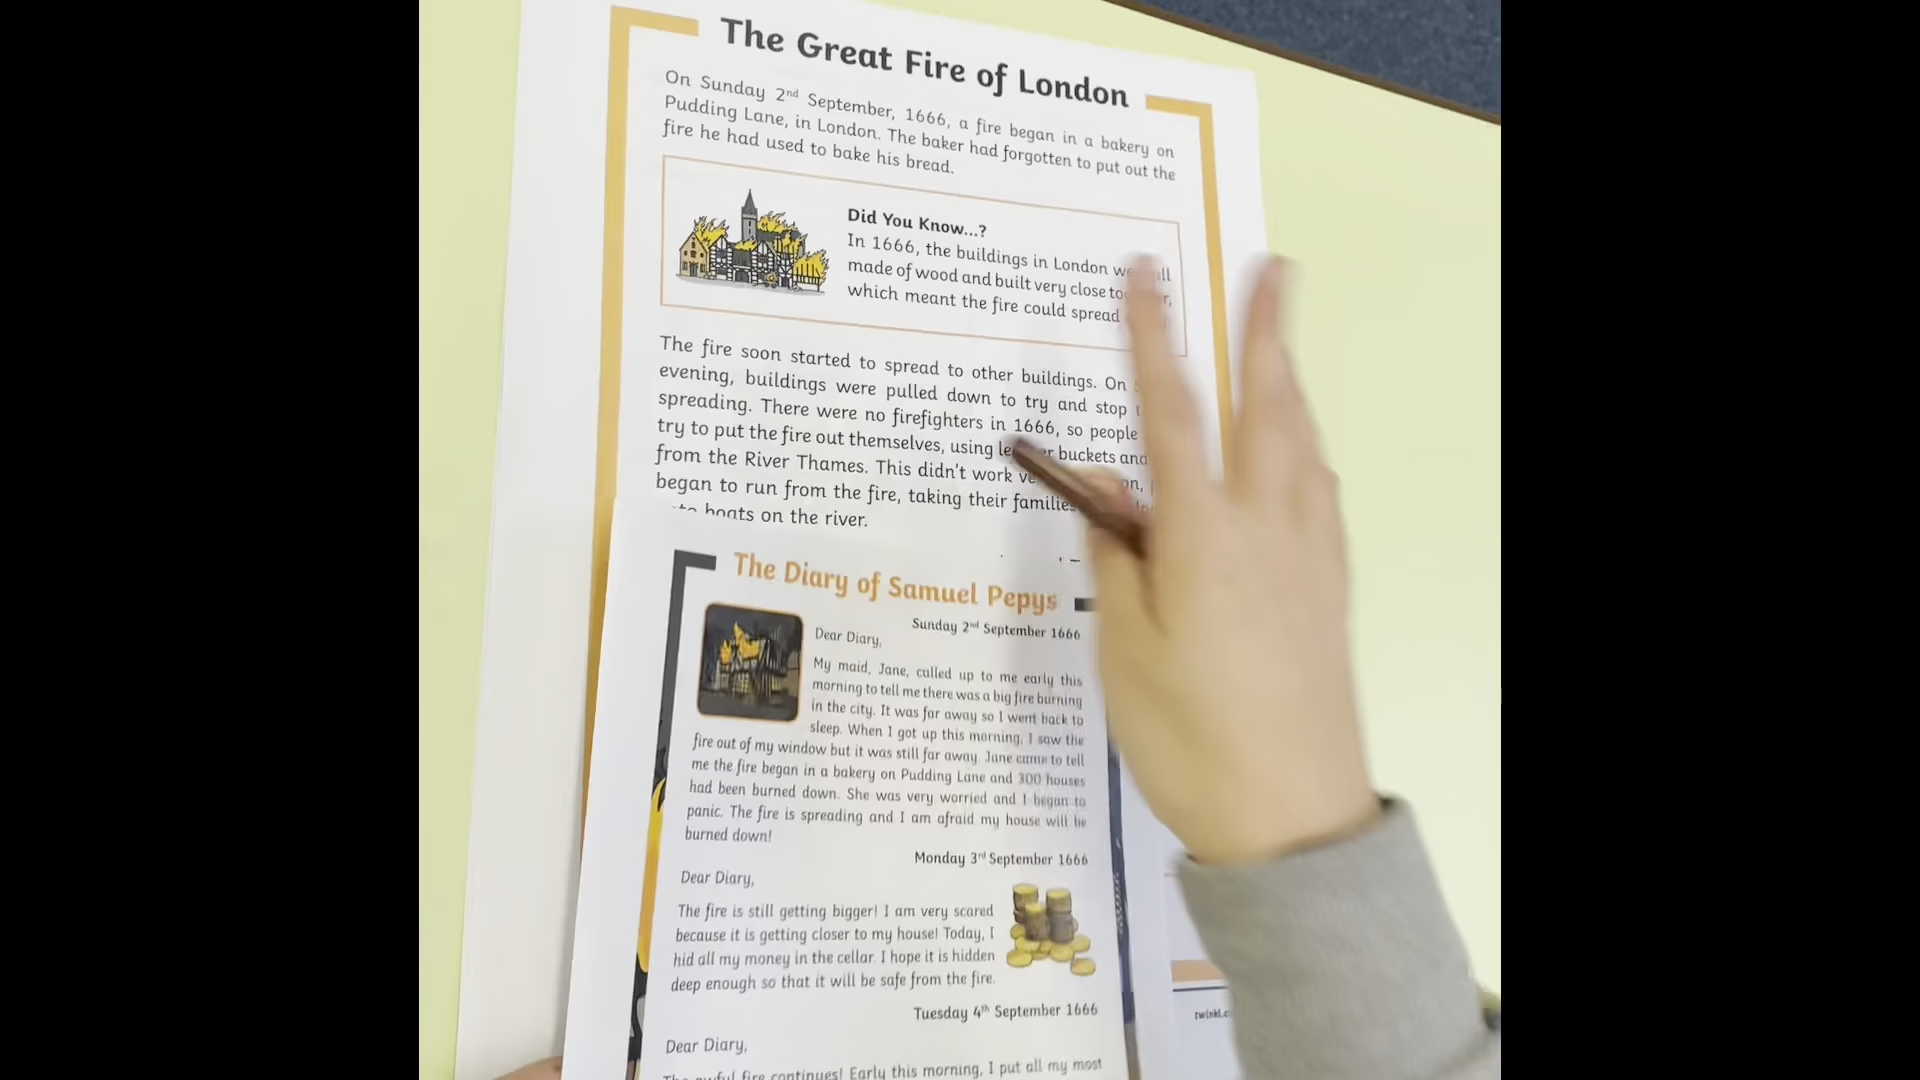 The Great Fire of London
On Sunday 2nd September, 1666, a fire began in a bakery on
Pudding Lane, in London. The baker had forgotten to put out the
fire he had used to bake his bread.
Did You Know...?
In 1666, the buildings in London
made of wood and built very close
which meant the fire could spread
The fire soon started to spread to other buildings. On
evening, buildings were pulled down to try and stop
spreading. There were no firefighters in 1666, so people
try to put the fire out themselves, using buckets and
from the River Thames. This didn't work
began to run from the fire, taking their families
boats on the river.
The Diary of Samuel Pepys
Sunday 2nd September 1666
Dear Diary,
My maid, Jane, called up to me early this
morning to tell me there was a big fire burning
in the city. It was far away so I went back to
sleep. When I got up this morning, I saw the
fire out of my window but it was still far away. Jane came to tell
me the fire began in a bakery on Pudding Lane and 300 houses
had been burned down. She was very worried and I began to
panic. The fire is spreading and I am afraid my house will be
burned down!
Monday 3rd September 1666
Dear Diary,
The fire is still getting bigger! I am very scared
because it is getting closer to my house! Today, I
hid all my money in the cellar. I hope it is hidden
deep enough so that it will be safe from the fire.
Tuesday 4th September 1666
Dear Diary,
fire continues! Early this morning, I put all my most